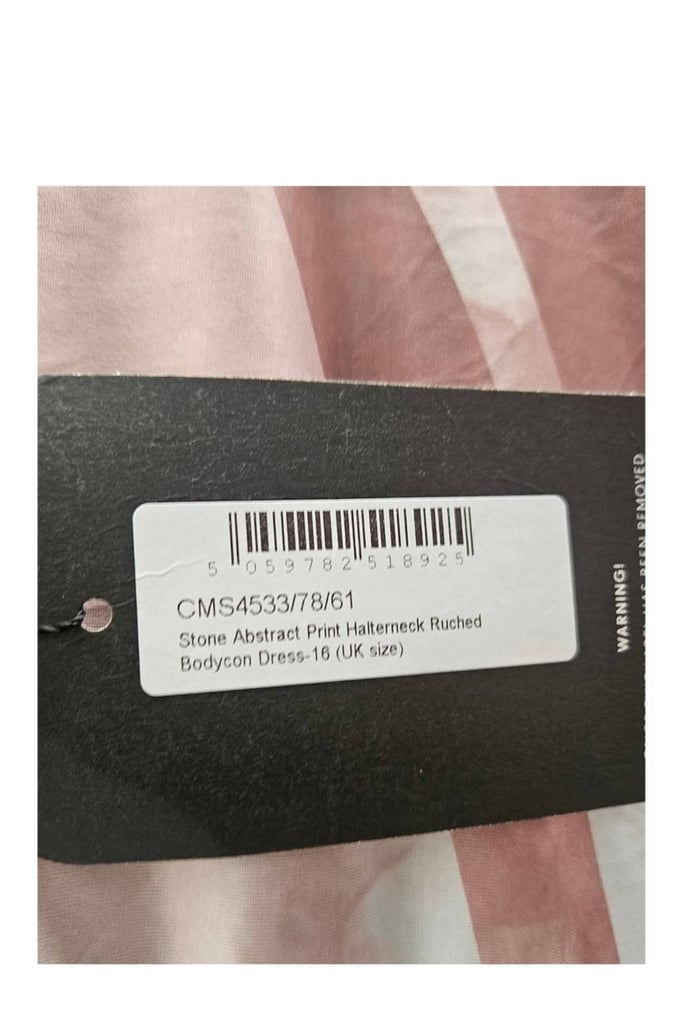 5 059782 518925
CMS4533/78/61
Stone Abstract Print Halterneck Ruched
Bodycon Dress-16 (UK size)
WARNING!
BEEN REMOVED